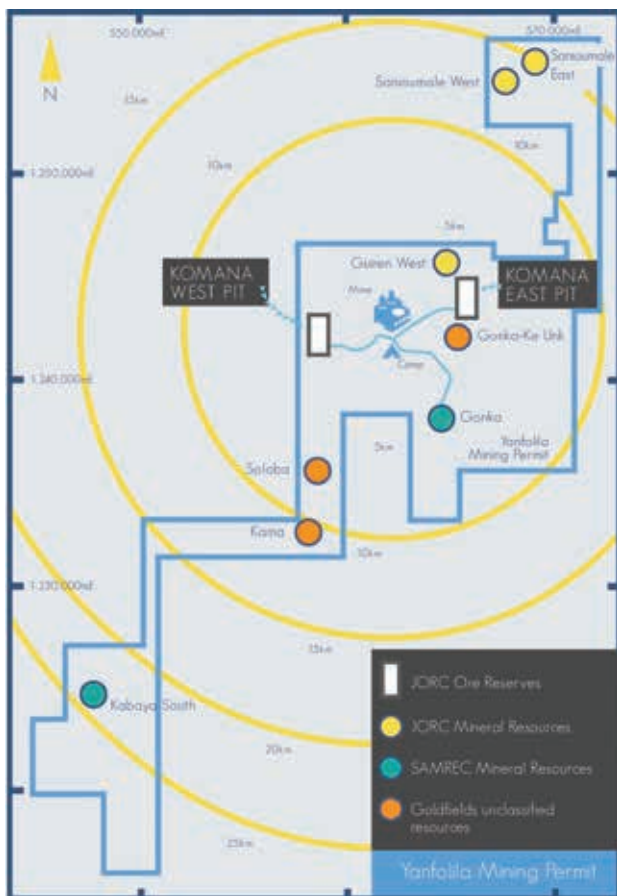 550.000mE
570.000mE
Sansoumale
East
Sansoumale West
15km
N
10km
10km
1.250.000mE
5km
Guiren West
KOMANA
WEST PIT
KOMANA
EAST PIT
Mine
Gonka-Ke Link
Camp
1.240.000mE
Gonka
5km
Yanfolila
Mining Permit
Solaba
Kama
10km
1.230.000mE
15km
JORC Ore Reserves
JORC Mineral Resources
Kabaya South
SAMREC Mineral Resources
20km
Goldfields unclassified
resources
25km
Yanfolila Mining Permit